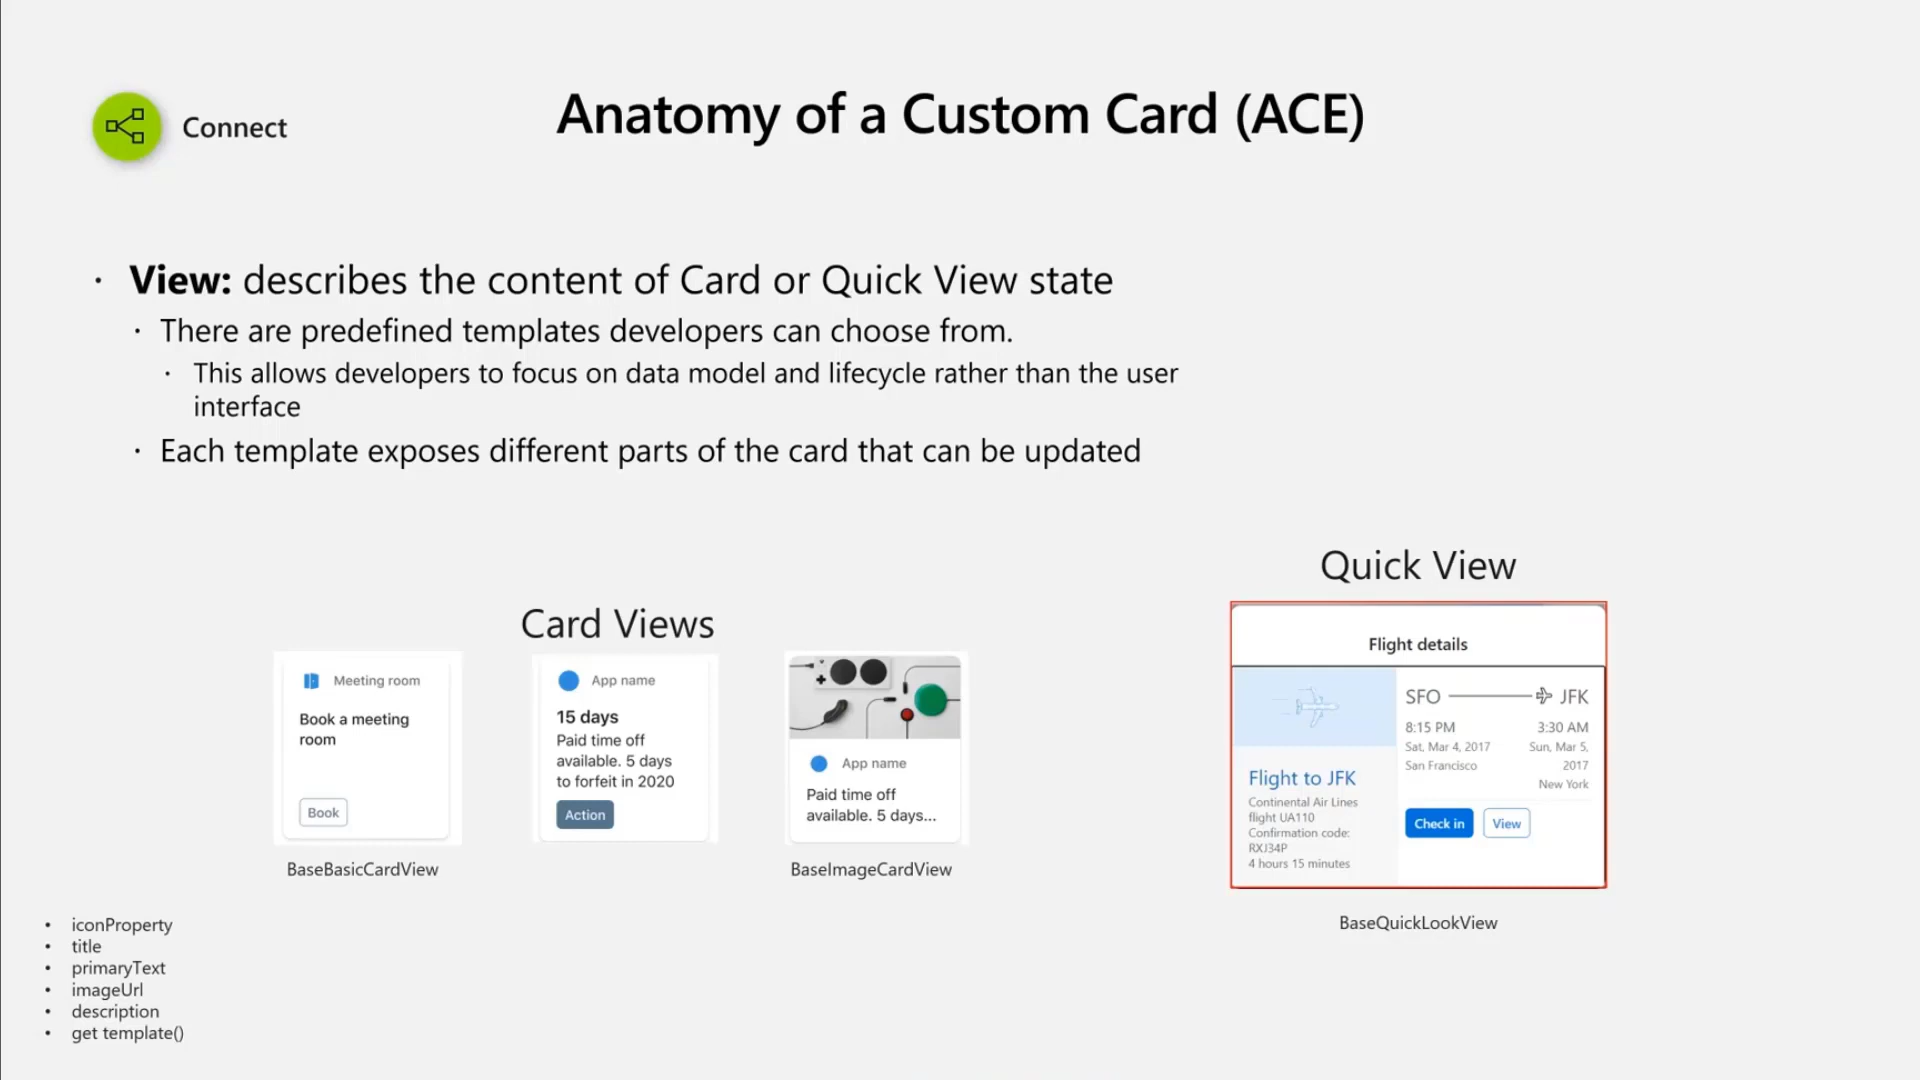 Connect
Anatomy of a Custom Card (ACE)
· View: describes the content of Card or Quick View state
· There are predefined templates developers can choose from.
· This allows developers to focus on data model and lifecycle rather than the user
interface
· Each template exposes different parts of the card that can be updated
Card Views
Meeting room
Book a meeting
room
Book
BaseBasicCardView
App name
15 days
Paid time off
available. 5 days
to forfeit in 2020
Action
App name
Paid time off
available. 5 days...
BaseImageCardView
Quick View
Flight details
Flight to JFK
Continental Air Lines
flight UA110
Confirmation code:
RXJ34P
4 hours 15 minutes
SFO JFK
8:15 PM 3:30 AM
Sat, Mar 4, 2017 Sun, Mar 5,
San Francisco 2017
New York
Check in View
BaseQuickLookView
• iconProperty
• title
• primaryText
• imageUrl
• description
• get template()